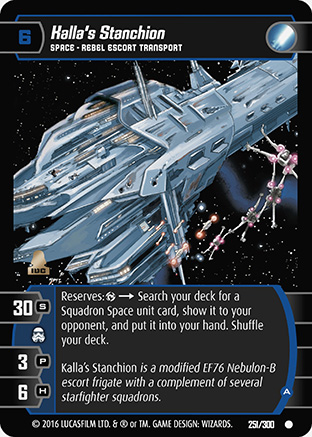 6 Kalla's Stanchion
SPACE - REBEL ESCORT TRANSPORT
IDC
Reserves: → Search your deck for a
Squadron Space unit card, show it to your
opponent, and put it into your hand. Shuffle
your deck.
30 S
3 P
6 H
Kalla's Stanchion is a modified EF76 Nebulon-B
escort frigate with a complement of several
starfighter squadrons.
A
© 2016 LUCASFILM LTD. & ® or TM. GAME DESIGN: WIZARDS. 251/300